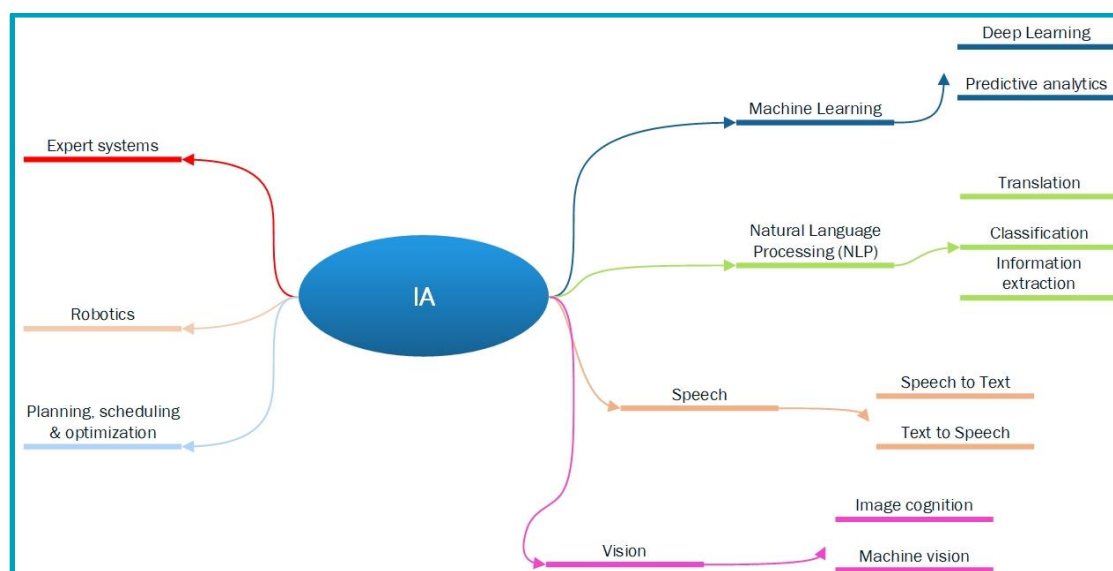 Deep Learning
Predictive analytics
Machine Learning
Expert systems
Translation
Natural Language
Processing (NLP)
Classification
Information
extraction
IA
Robotics
Planning, scheduling
& optimization
Speech
Speech to Text
Text to Speech
Image cognition
Vision
Machine vision